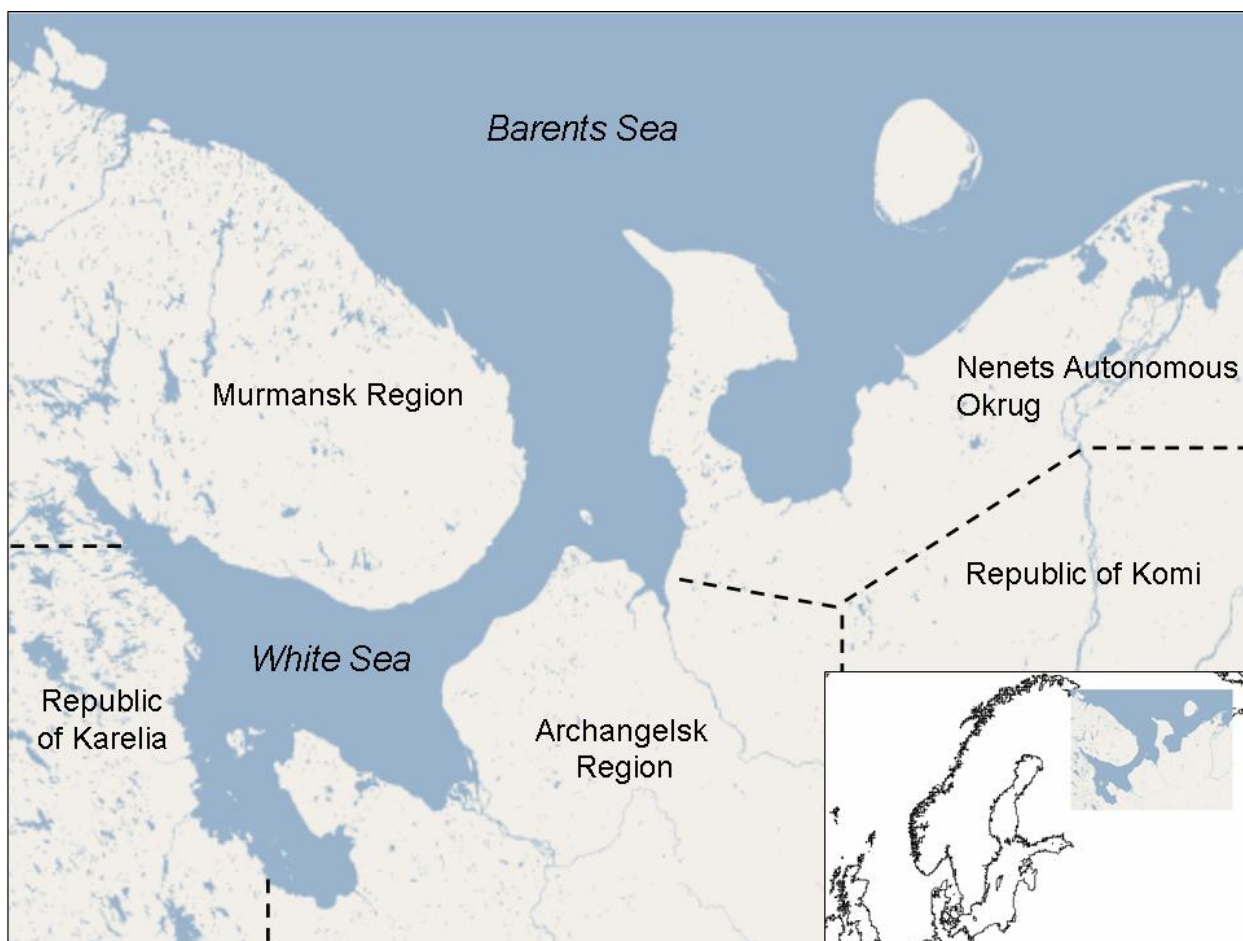 Barents Sea
Murmansk Region
Nenets Autonomous
Okrug
Republic of Komi
White Sea
Republic
of Karelia
Archangelsk
Region